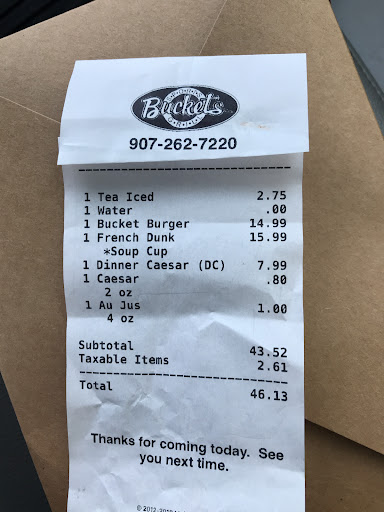 Bucket's
907-262-7220
1 Tea Iced 2.75
1 Water .00
1 Bucket Burger 14.99
1 French Dunk 15.99
*Soup Cup
1 Dinner Caesar (DC) 7.99
1 Caesar .80
2 oz
1 Au Jus 1.00
4 oz
Subtotal 43.52
Taxable Items 2.61
Total 46.13
Thanks for coming today. See
you next time.